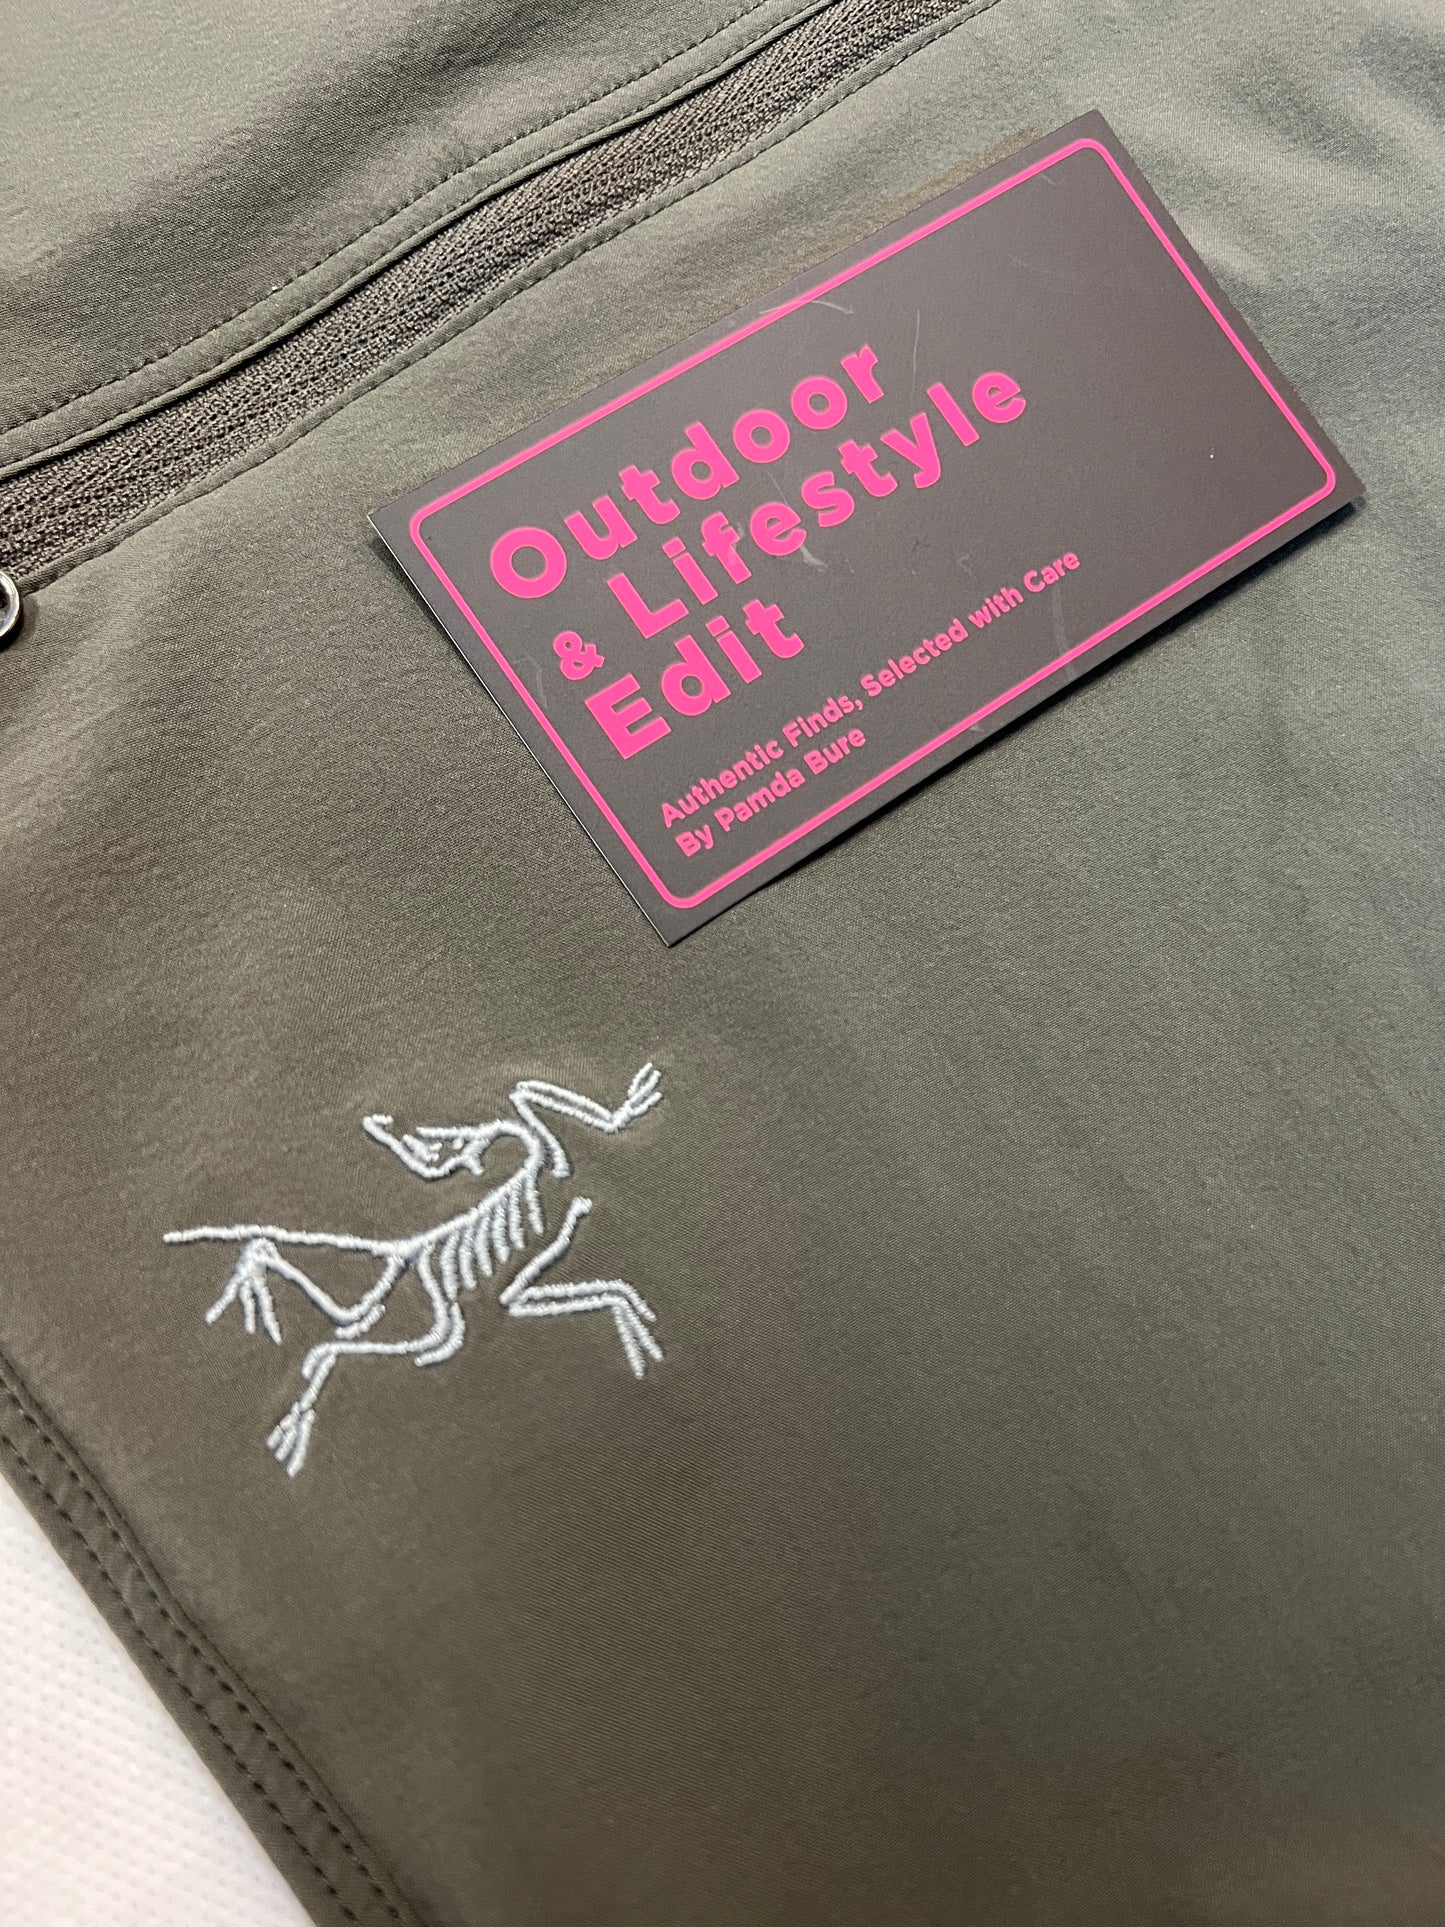 Outdoor
& Lifestyle
Edit
Authentic Finds, Selected with Care
By Pamda Bure